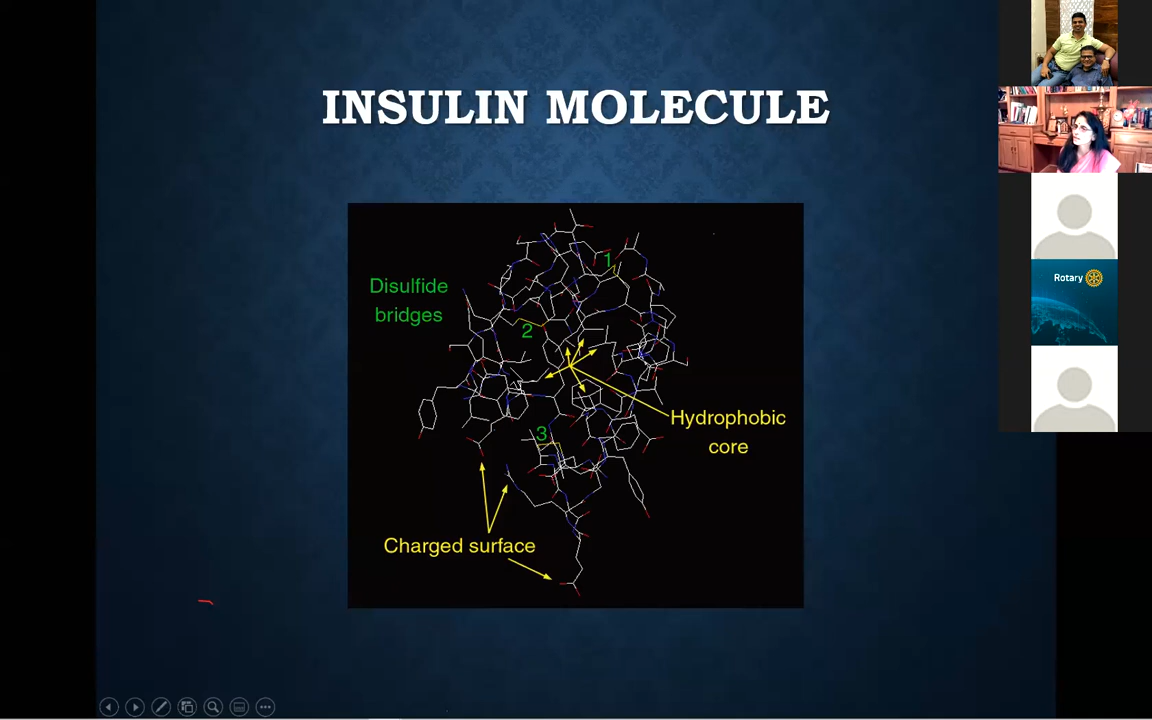 INSULIN MOLECULE
Disulfide
bridges
1
2
3
Hydrophobic
core
Charged surface
Rotary